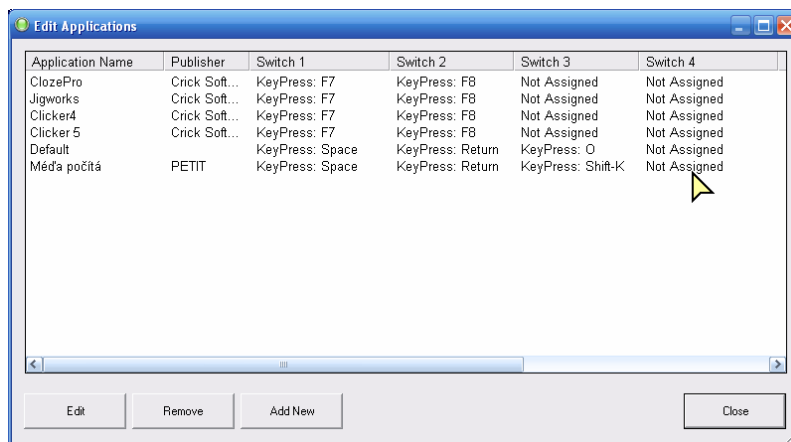 Edit Applications
Application Name Publisher Switch 1 Switch 2 Switch 3 Switch 4
ClozePro Crick Soft... KeyPress: F7 KeyPress: F8 Not Assigned Not Assigned
Jigworks Crick Soft... KeyPress: F7 KeyPress: F8 Not Assigned Not Assigned
Clicker4 Crick Soft... KeyPress: F7 KeyPress: F8 Not Assigned Not Assigned
Clicker 5 Crick Soft... KeyPress: F7 KeyPress: F8 Not Assigned Not Assigned
Default KeyPress: Space KeyPress: Return KeyPress: O Not Assigned
Méďa počítá PETIT KeyPress: Space KeyPress: Return KeyPress: Shift-K Not Assigned
Edit Remove Add New Close